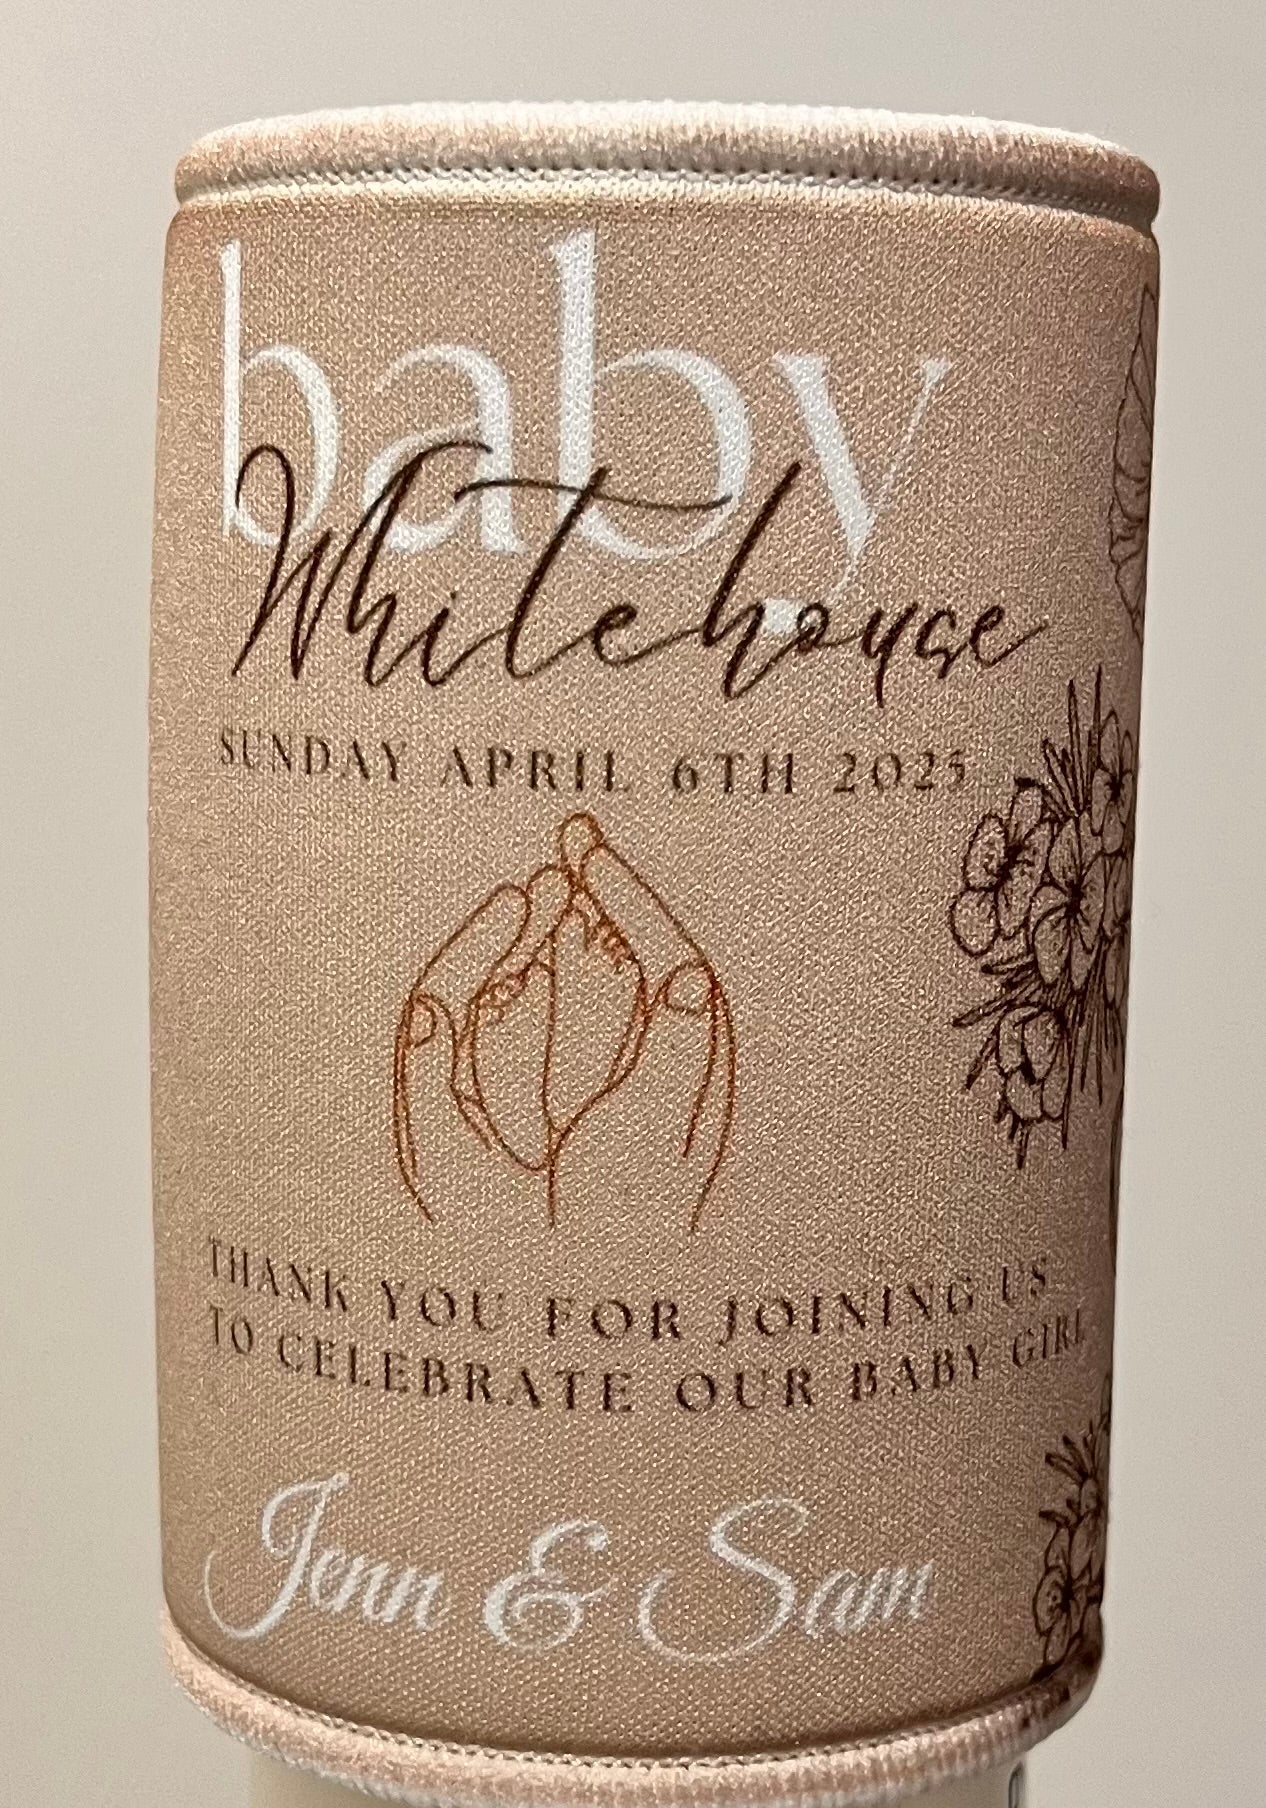 baby
Whitehouse
SUNDAY APRIL 6TH 2025
THANK YOU FOR JOINING US
TO CELEBRATE OUR BABY GIRL
Jenn & Sam